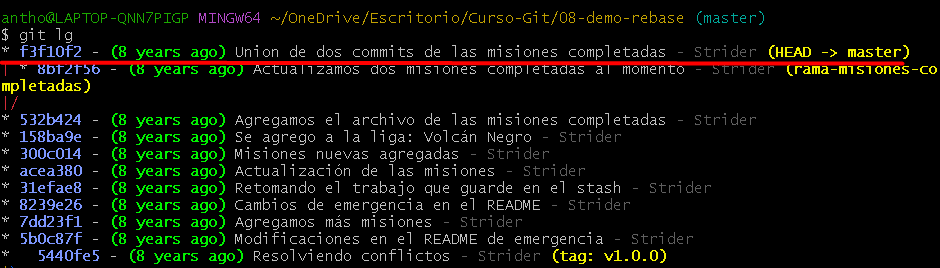 antho@LAPTOP-QNN7PIGP MINGW64 ~/OneDrive/Escritorio/Curso-Git/08-demo-rebase (master)
$ git lg
* f3f10f2 - (8 years ago) Union de dos commits de las misiones completadas - Strider (HEAD -> master)
| * 8bf2f56 - (8 years ago) Actualizamos dos misiones completadas al momento - Strider (rama-misiones-co
mpletadas)
|/
* 532b424 - (8 years ago) Agregamos el archivo de las misiones completadas - Strider
* 158ba9e - (8 years ago) Se agrego a la liga: Volcán Negro - Strider
* 300c014 - (8 years ago) Misiones nuevas agregadas - Strider
* acea380 - (8 years ago) Actualización de las misiones - Strider
* 31efae8 - (8 years ago) Retomando el trabajo que guarde en el stash - Strider
* 8239e26 - (8 years ago) Cambios de emergencia en el README - Strider
* 7dd23f1 - (8 years ago) Agregamos más misiones - Strider
* 5b0c87f - (8 years ago) Modificaciones en el README de emergencia - Strider
*   5440fe5 - (8 years ago) Resolviendo conflictos - Strider (tag: v1.0.0)